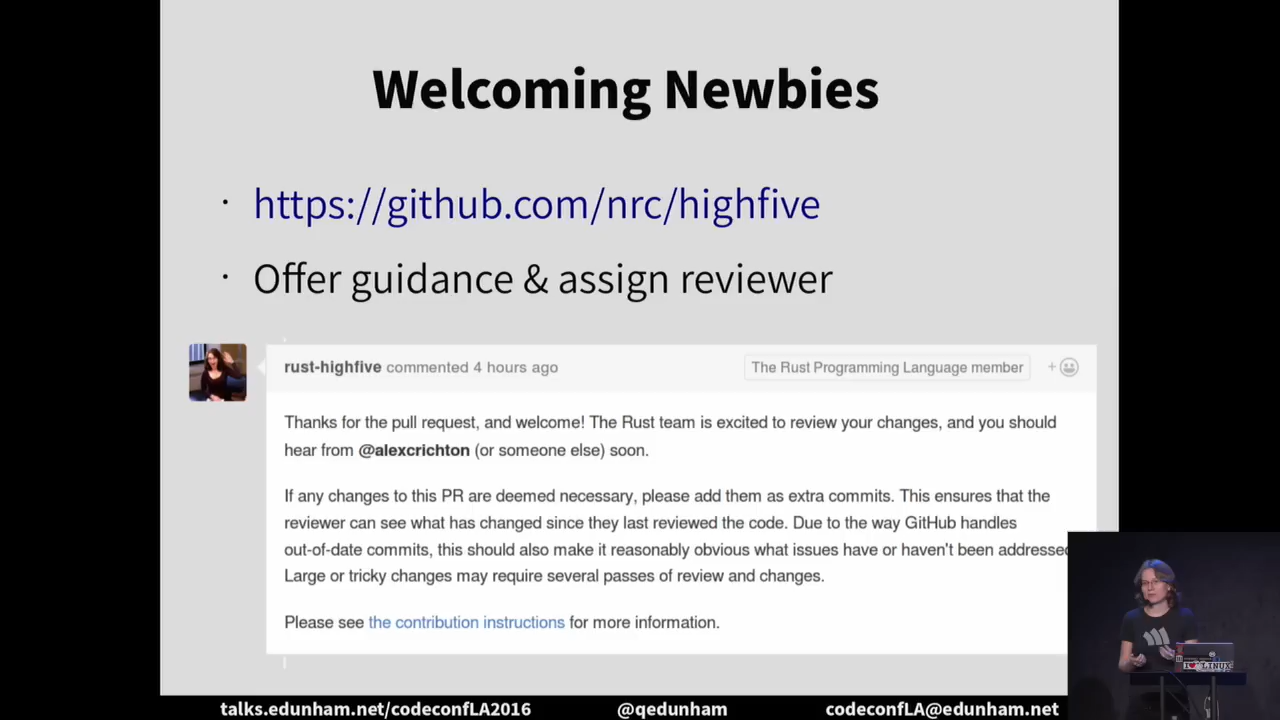 Welcoming Newbies
· https://github.com/nrc/highfive
· Offer guidance & assign reviewer
rust-highfive commented 4 hours ago The Rust Programming Language member +
Thanks for the pull request, and welcome! The Rust team is excited to review your changes, and you should
hear from @alexcrichton (or someone else) soon.
If any changes to this PR are deemed necessary, please add them as extra commits. This ensures that the
reviewer can see what has changed since they last reviewed the code. Due to the way GitHub handles
out-of-date commits, this should also make it reasonably obvious what issues have or haven't been addressed
Large or tricky changes may require several passes of review and changes.
Please see the contribution instructions for more information.
LINUX
talks.edunham.net/codeconfLA2016 @qedunham codeconfLA@edunham.net